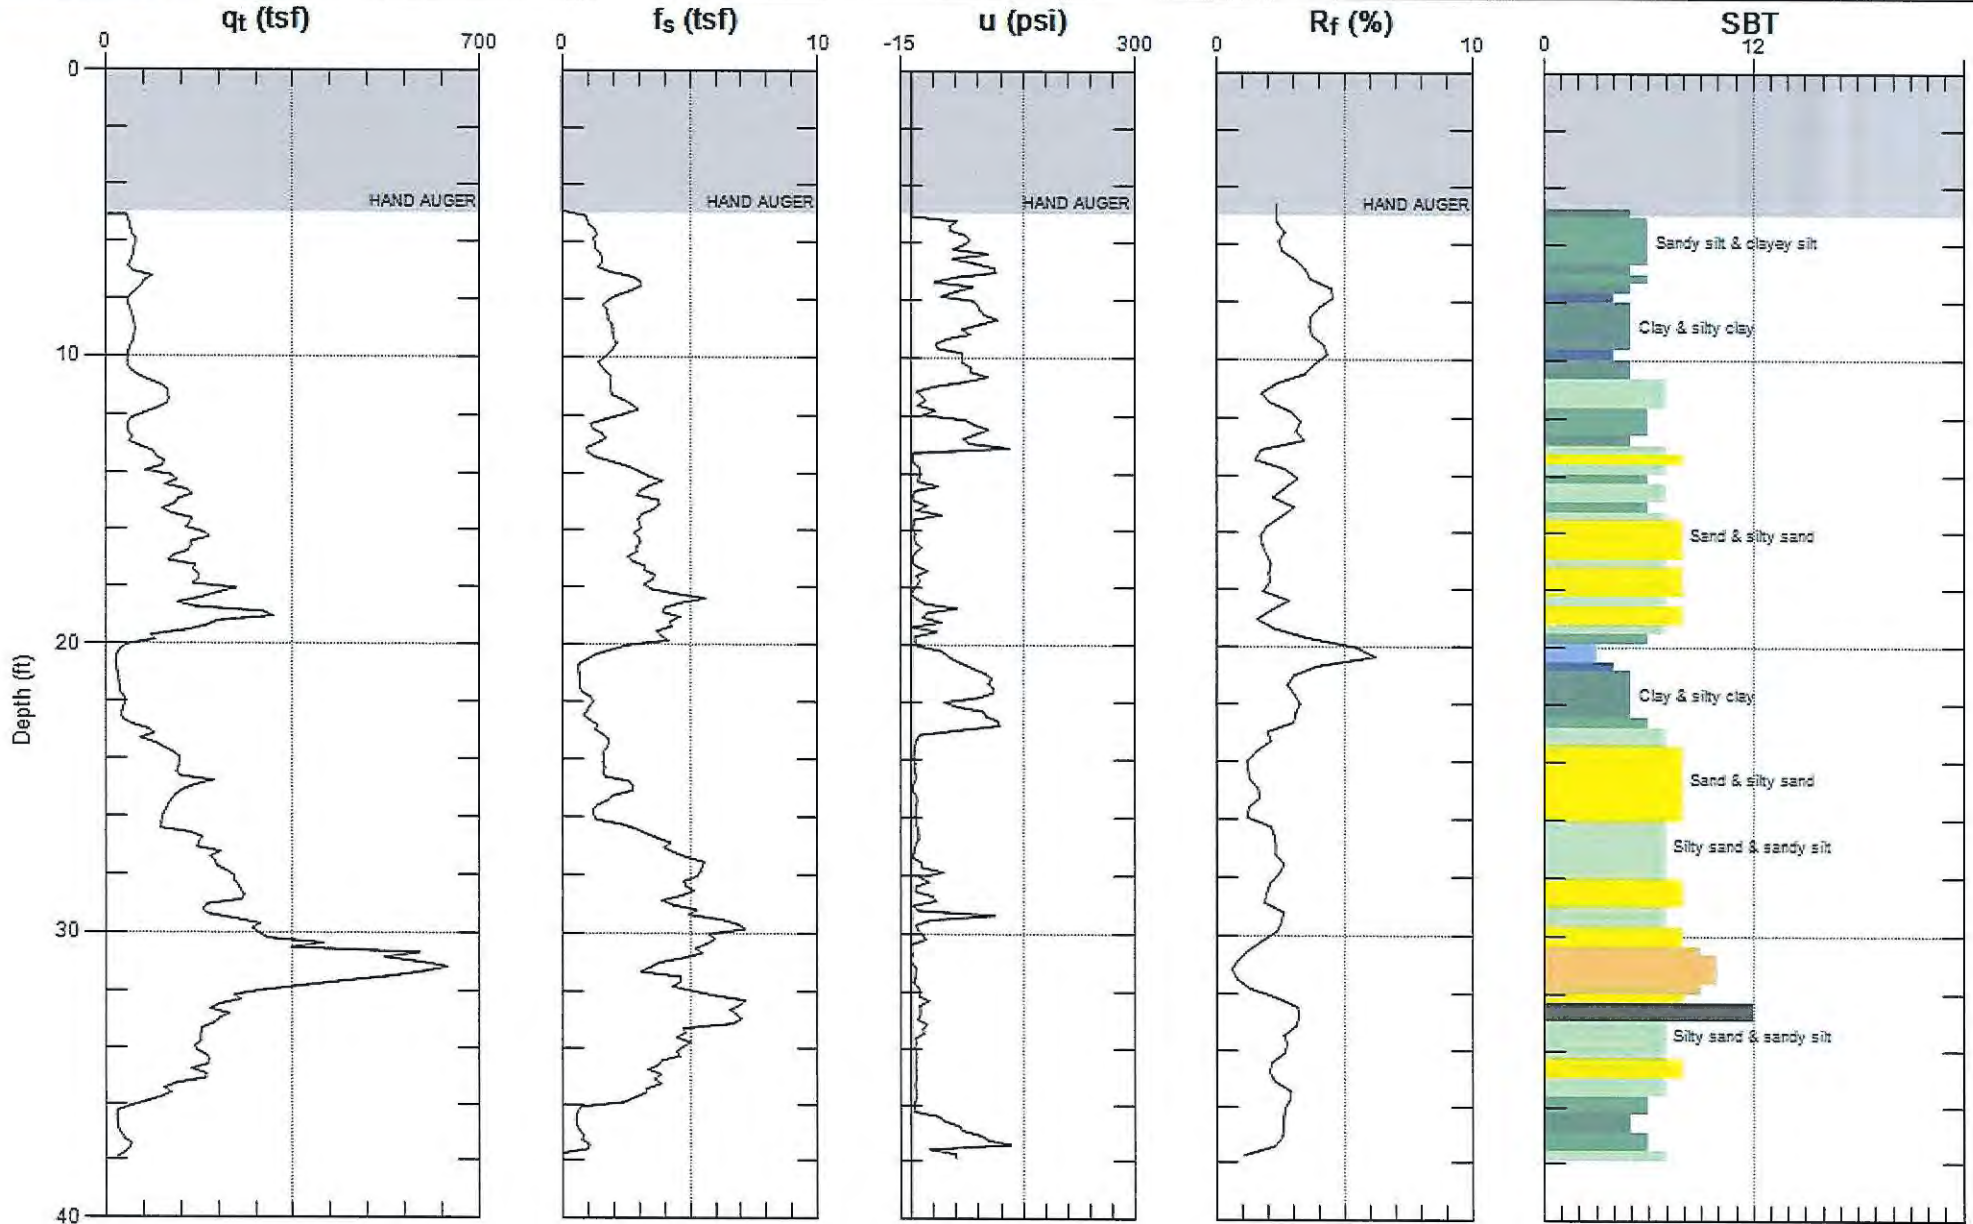 qt (tsf)
0 700
fs (tsf)
0 10
u (psi)
-15 300
Rf (%)
0 10
SBT
0 12
0
10
20
30
40
Depth (ft)
HAND AUGER
HAND AUGER
HAND AUGER
HAND AUGER
Sandy silt & clayey silt
Clay & silty clay
Sand & silty sand
Clay & silty clay
Sand & silty sand
Silty sand & sandy silt
Silty sand & sandy silt